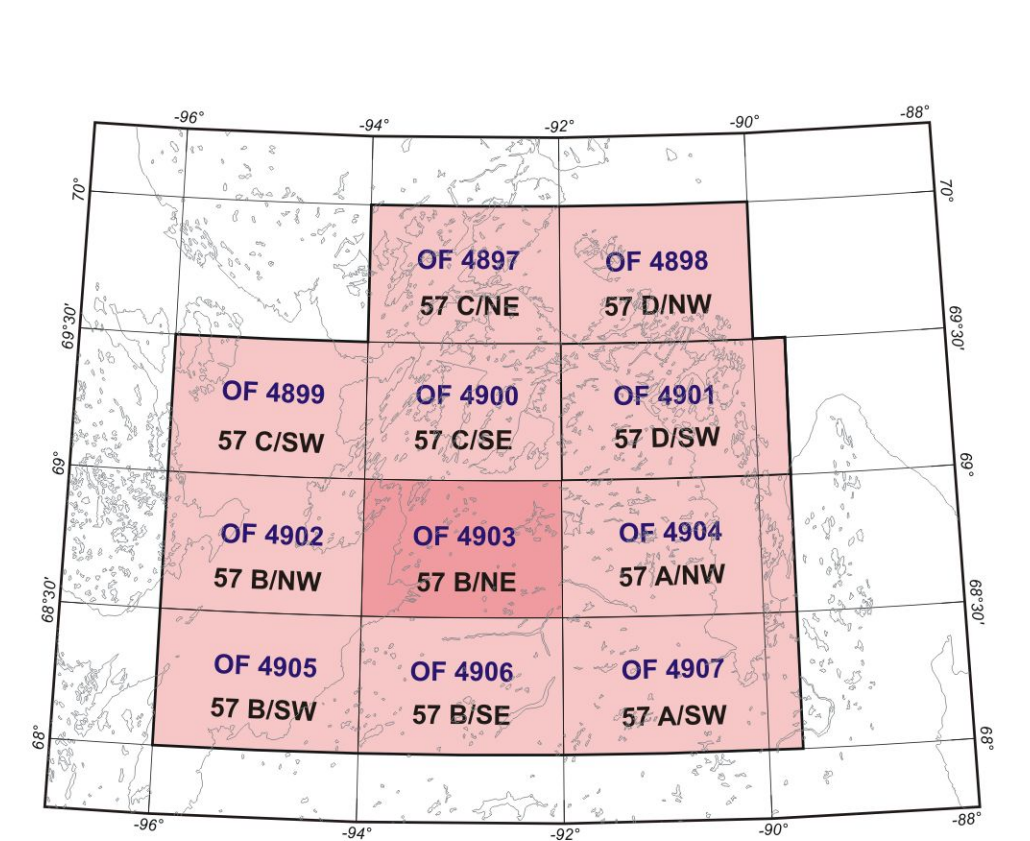 -96°
-94°
-92°
-90°
-88°
70°
70°
OF 4897
57 C/NE
OF 4898
57 D/NW
69°30'
69°30'
OF 4899
57 C/SW
OF 4900
57 C/SE
OF 4901
57 D/SW
69°
69°
OF 4902
57 B/NW
OF 4903
57 B/NE
OF 4904
57 A/NW
68°30'
68°30'
OF 4905
57 B/SW
OF 4906
57 B/SE
OF 4907
57 A/SW
68°
68°
-96°
-94°
-92°
-90°
-88°